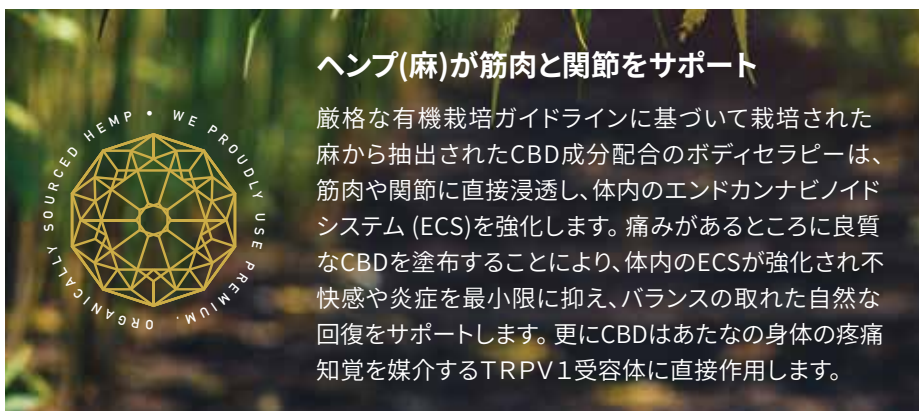 ヘンプ(麻)が筋肉と関節をサポート
厳格な有機栽培ガイドラインに基づいて栽培された
麻から抽出されたCBD成分配合のボディセラピーは、
筋肉や関節に直接浸透し、体内のエンドカンナビノイド
システム (ECS)を強化します。痛みがあるところに良質
なCBDを塗布することにより、体内のECSが強化され不
快感や炎症を最小限に抑え、バランスの取れた自然な
回復をサポートします。更にCBDはあたなの身体の疼痛
知覚を媒介するTRPV1受容体に直接作用します。
WE PROUDLY USE PREMIUM. ORGANICALLY SOURCED HEMP •